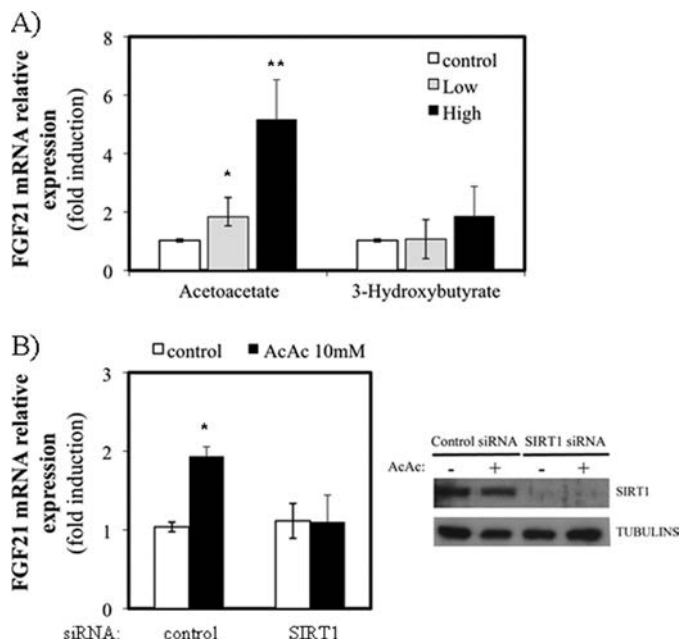 A)
FGF21 mRNA relative
expression
(fold induction)
8
6
4
2
0
*
**
control
Low
High
Acetoacetate
3-Hydroxybutyrate
B)
control
AcAc 10mM
FGF21 mRNA relative
expression
(fold induction)
3
2
1
0
*
siRNA:
control
SIRT1
Control siRNA
SIRT1 siRNA
AcAc:
- + - +
SIRT1
TUBULINS